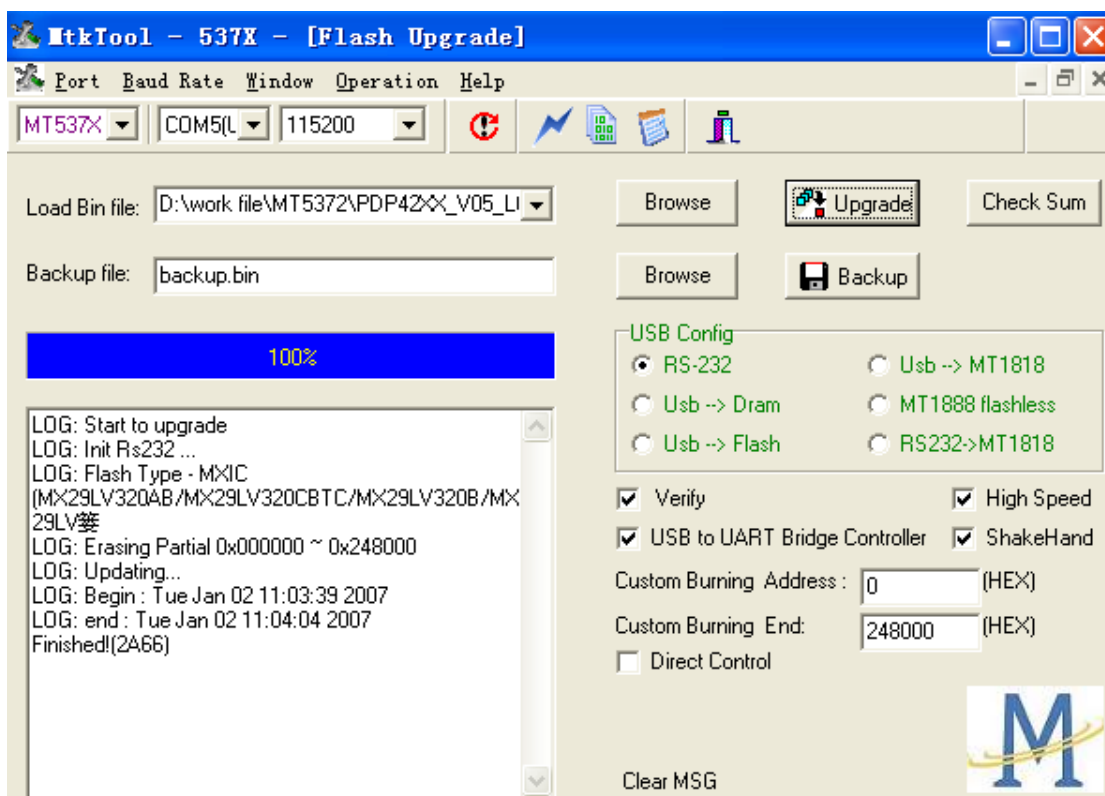 MtkTool - 537X - [Flash Upgrade]
Port Baud Rate Window Operation Help
MT537X COM5(L 115200
Load Bin file: D:\work file\MT5372\PDP42XX_V05_L Browse Upgrade Check Sum
Backup file: backup.bin Browse Backup
100%
USB Config
RS-232 Usb --> MT1818
Usb --> Dram MT1888 flashless
Usb --> Flash RS232->MT1818
LOG: Start to upgrade
LOG: Init Rs232 ...
LOG: Flash Type - MXIC
(MX29LV320AB/MX29LV320CBTC/MX29LV320B/MX
29LV
LOG: Erasing Partial 0x000000 ~ 0x248000
LOG: Updating...
LOG: Begin : Tue Jan 02 11:03:39 2007
LOG: end : Tue Jan 02 11:04:04 2007
Finished!(2A66)
Verify High Speed
USB to UART Bridge Controller ShakeHand
Custom Burning Address : 0 (HEX)
Custom Burning End: 248000 (HEX)
Direct Control
Clear MSG
M